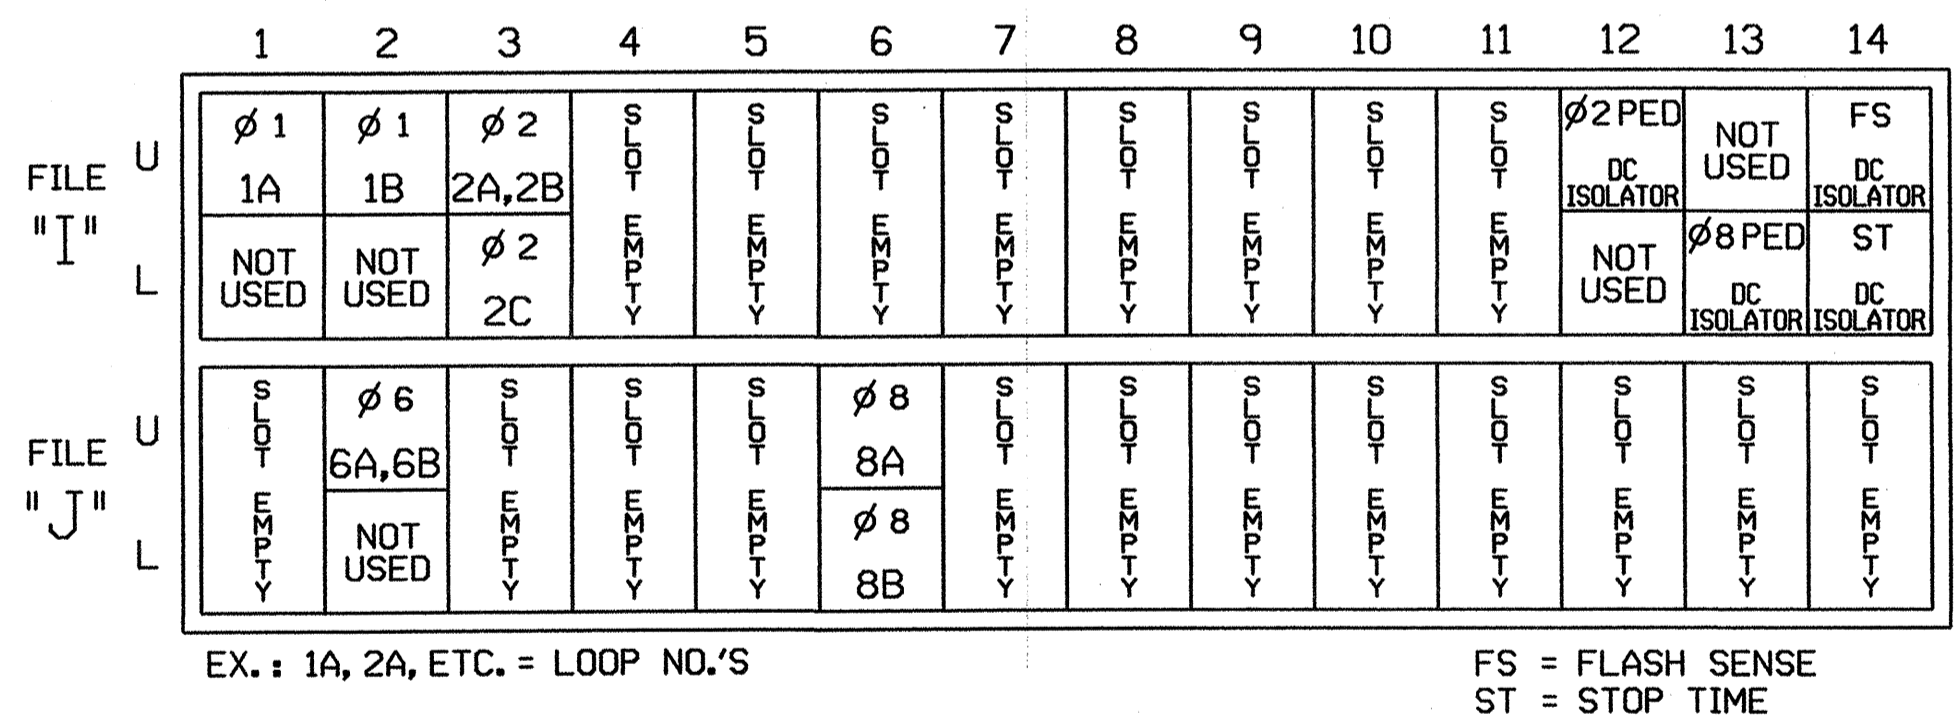 1 2 3 4 5 6 7 8 9 10 11 12 13 14
FILE "I"
U
L
Ø 1
1A
NOT USED
Ø 1
1B
NOT USED
Ø 2
2A,2B
Ø 2
2C
SLOT EMPTY
SLOT EMPTY
SLOT EMPTY
SLOT EMPTY
SLOT EMPTY
SLOT EMPTY
SLOT EMPTY
SLOT EMPTY
Ø2 PED
DC
ISOLATOR
NOT
USED
NOT
USED
Ø8 PED
DC
ISOLATOR
FS
DC
ISOLATOR
ST
DC
ISOLATOR
FILE "J"
U
L
SLOT EMPTY
Ø 6
6A,6B
NOT
USED
SLOT EMPTY
SLOT EMPTY
SLOT EMPTY
Ø 8
8A
Ø 8
8B
SLOT EMPTY
SLOT EMPTY
SLOT EMPTY
SLOT EMPTY
SLOT EMPTY
SLOT EMPTY
SLOT EMPTY
SLOT EMPTY
EX.: 1A, 2A, ETC. = LOOP NO.'S
FS = FLASH SENSE
ST = STOP TIME